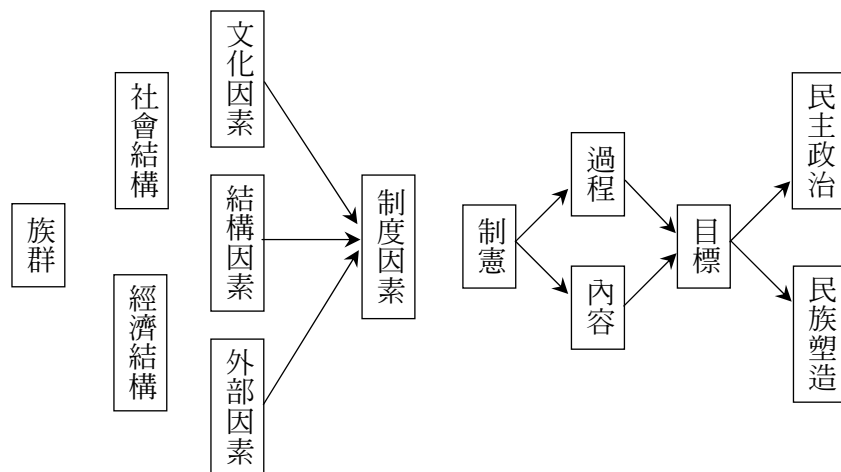 族群
社會結構
經濟結構
文化因素
結構因素
外部因素
制度因素
制憲
過程
內容
目標
民主政治
民族塑造